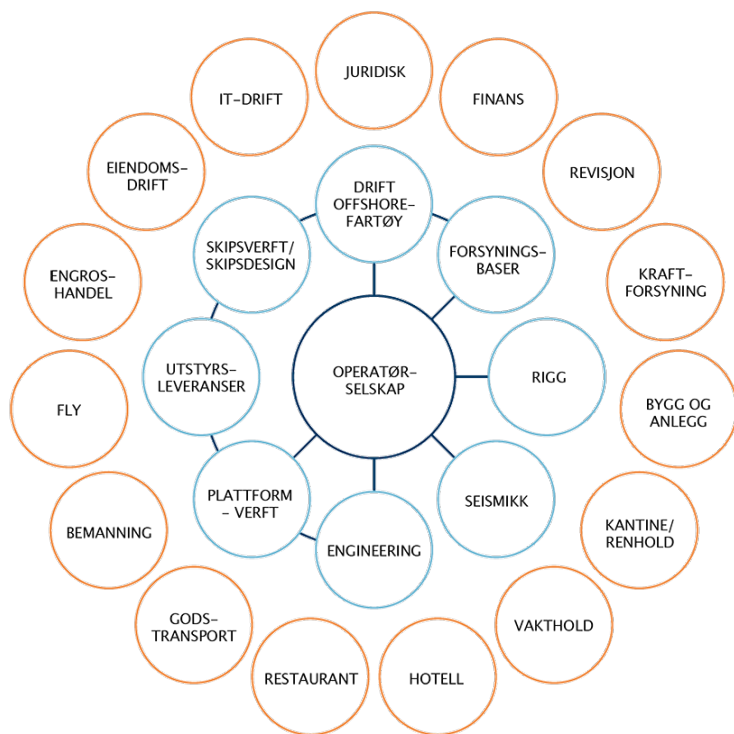 JURIDISK
IT-DRIFT
FINANS
EIENDOMS-
DRIFT
REVISJON
DRIFT
OFFSHORE-
FARTØY
SKIPSVERFT/
SKIPSDESIGN
FORSYNINGS-
BASER
ENGROS-
HANDEL
KRAFT-
FORSYNING
UTSTYRS-
LEVERANSER
OPERATØR-
SELSKAP
RIGG
FLY
BYGG OG
ANLEGG
PLATTFORM
- VERFT
SEISMIKK
BEMANNING
KANTINE/
RENHOLD
ENGINEERING
GODS-
TRANSPORT
VAKTHOLD
RESTAURANT
HOTELL